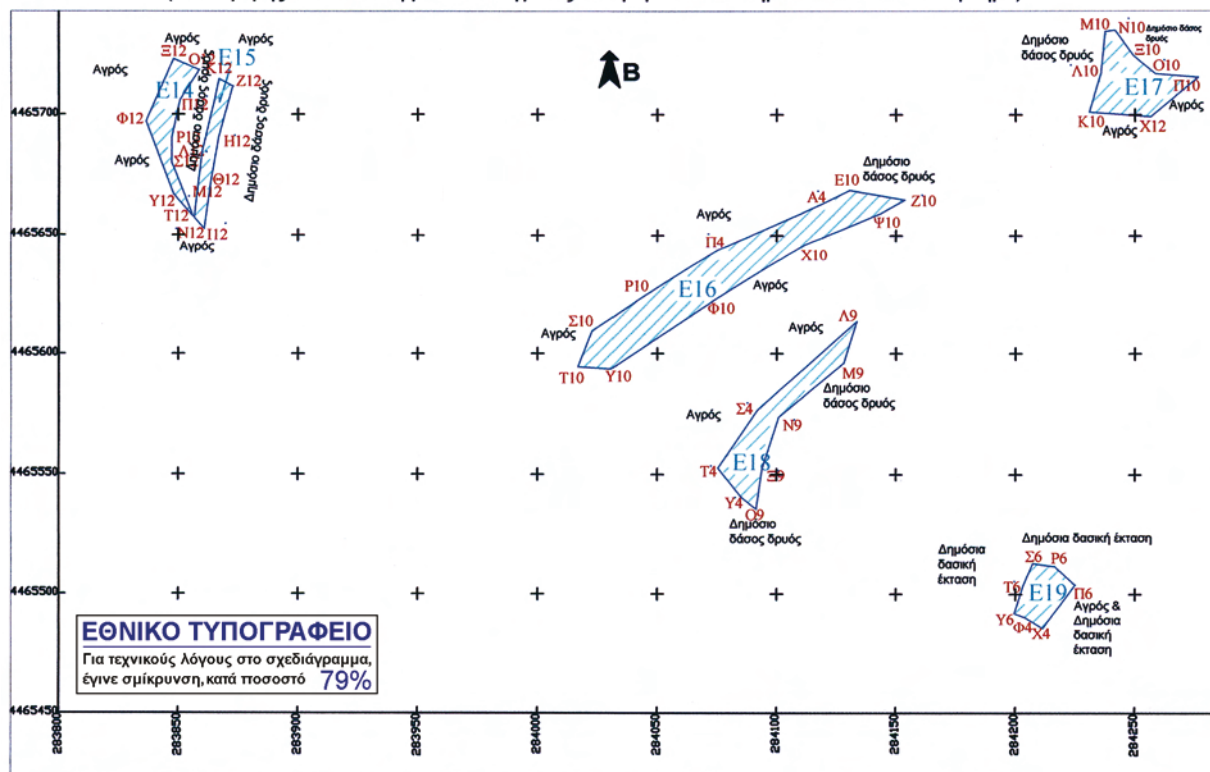 Αγρός
Ξ12
Ο12
Αγρός
Ε15
Κ12
Ζ12
Αγρός
Ε14
Π12
Δημόσιο δάσος δρυός
Δημόσιο δάσος δρυός
Φ12
Η12
Αγρός
Θ12
Μ12
Υ12
Τ12
Ν12
Ι12
Αγρός
Β
Μ10
Ν10
Δημόσιο
δάσος δρυός
Δημόσιο δάσος
δρυός
Ξ10
Ο10
Λ10
Ε17
Π10
Κ10
Αγρός
Αγρός
Χ12
Δημόσιο
δάσος δρυός
Ε10
Λ4
Ζ10
Αγρός
Ψ10
Π4
Χ10
Ρ10
Ε16
Αγρός
Φ10
Σ10
Αγρός
Τ10
Υ10
Λ9
Αγρός
Μ9
Δημόσιο
δάσος δρυός
Σ4
Αγρός
Ν9
Τ4
Ε18
Ξ9
Υ4
Ο9
Δημόσιο
δάσος δρυός
Δημόσια
δασική
έκταση
Δημόσια δασική έκταση
Σ6
Ρ6
Τ6
Ε19
Π6
Υ6
Φ4
Χ4
Αγρός &
Δημόσια
δασική
έκταση
4465700
4465650
4465600
4465550
4465500
4465450
ΕΘΝΙΚΟ ΤΥΠΟΓΡΑΦΕΙΟ
Για τεχνικούς λόγους στο σχεδιάγραμμα,
έγινε σμίκρυνση, κατά ποσοστό 79%
283800
283850
283900
283950
284000
284050
284100
284150
284200
284250